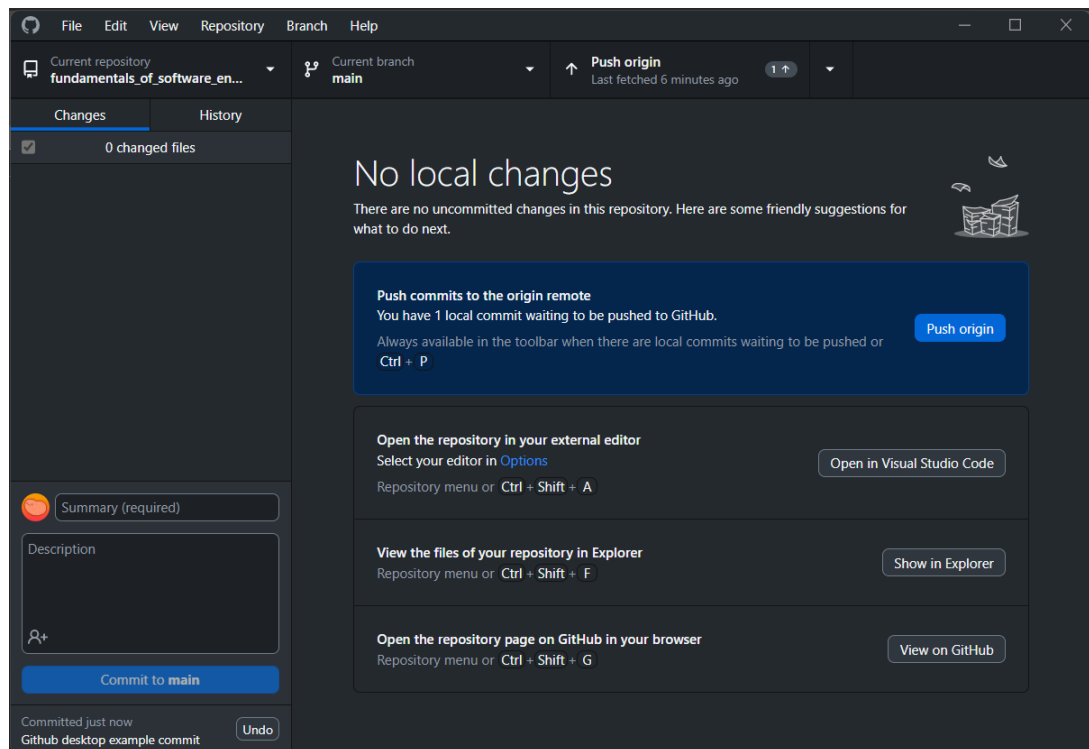 File Edit View Repository Branch Help
Current repository
fundamentals_of_software_en...
Current branch
main
Push origin
Last fetched 6 minutes ago
1
Changes History
0 changed files
No local changes
There are no uncommitted changes in this repository. Here are some friendly suggestions for
what to do next.
Push commits to the origin remote
You have 1 local commit waiting to be pushed to GitHub.
Always available in the toolbar when there are local commits waiting to be pushed or
Ctrl + P
Push origin
Open the repository in your external editor
Select your editor in Options
Repository menu or Ctrl + Shift + A
Open in Visual Studio Code
View the files of your repository in Explorer
Repository menu or Ctrl + Shift + F
Show in Explorer
Open the repository page on GitHub in your browser
Repository menu or Ctrl + Shift + G
View on GitHub
Summary (required)
Description
Commit to main
Committed just now
Github desktop example commit
Undo